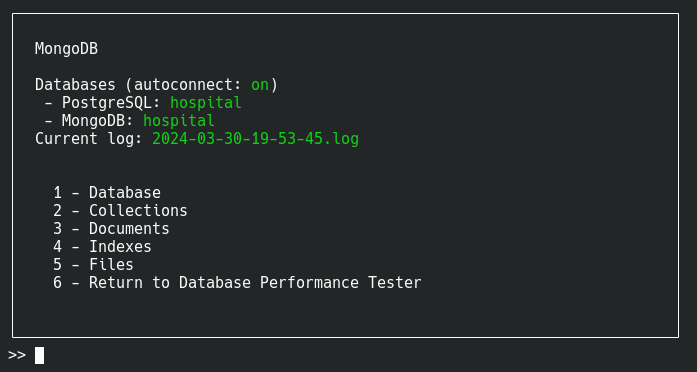 MongoDB
Databases (autoconnect: on)
- PostgreSQL: hospital
- MongoDB: hospital
Current log: 2024-03-30-19-53-45.log
1 - Database
2 - Collections
3 - Documents
4 - Indexes
5 - Files
6 - Return to Database Performance Tester
>>